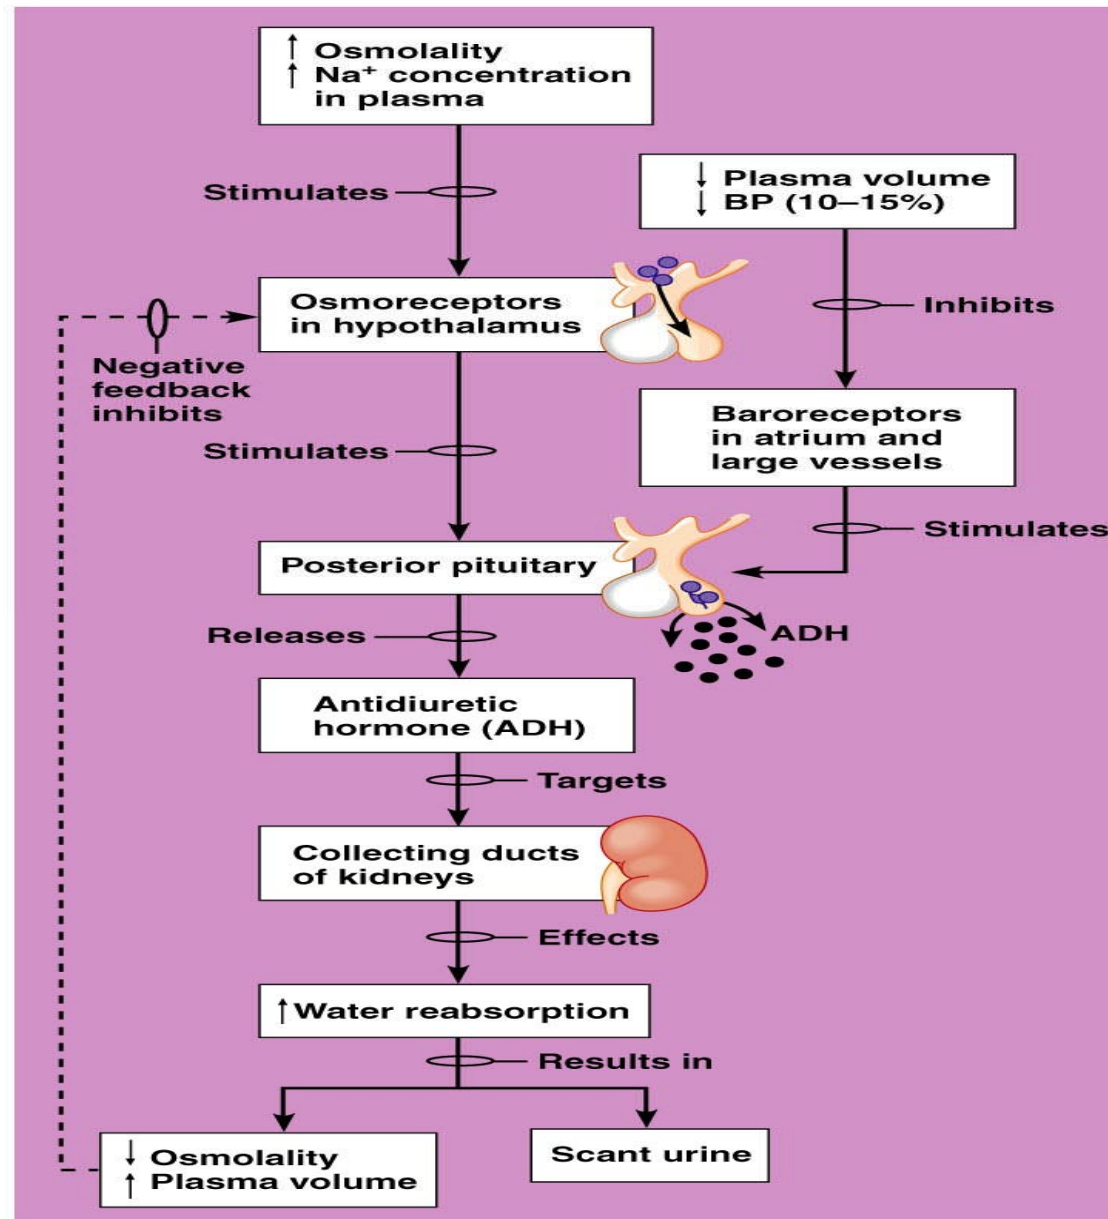 ↑ Osmolality
↑ Na⁺ concentration
in plasma
Stimulates
↓ Plasma volume
↓ BP (10–15%)
Osmoreceptors
in hypothalamus
Inhibits
Negative
feedback
inhibits
Baroreceptors
in atrium and
large vessels
Stimulates
Stimulates
Posterior pituitary
Releases
ADH
Antidiuretic
hormone (ADH)
Targets
Collecting ducts
of kidneys
Effects
↑ Water reabsorption
Results in
↓ Osmolality
↑ Plasma volume
Scant urine